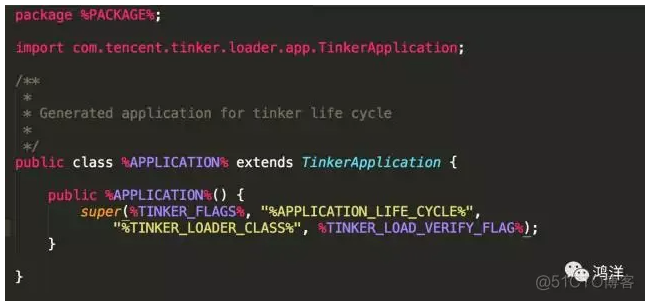 package %PACKAGE%;
import com.tencent.tinker.loader.app.TinkerApplication;
/**
*
* Generated application for tinker life cycle
*
*/
public class %APPLICATION% extends TinkerApplication {
public %APPLICATION%() {
super(%TINKER_FLAGS%, "%APPLICATION_LIFE_CYCLE%",
"%TINKER_LOADER_CLASS%", %TINKER_LOAD_VERIFY_FLAG%);
}
}
鸿洋
@51CTO博客